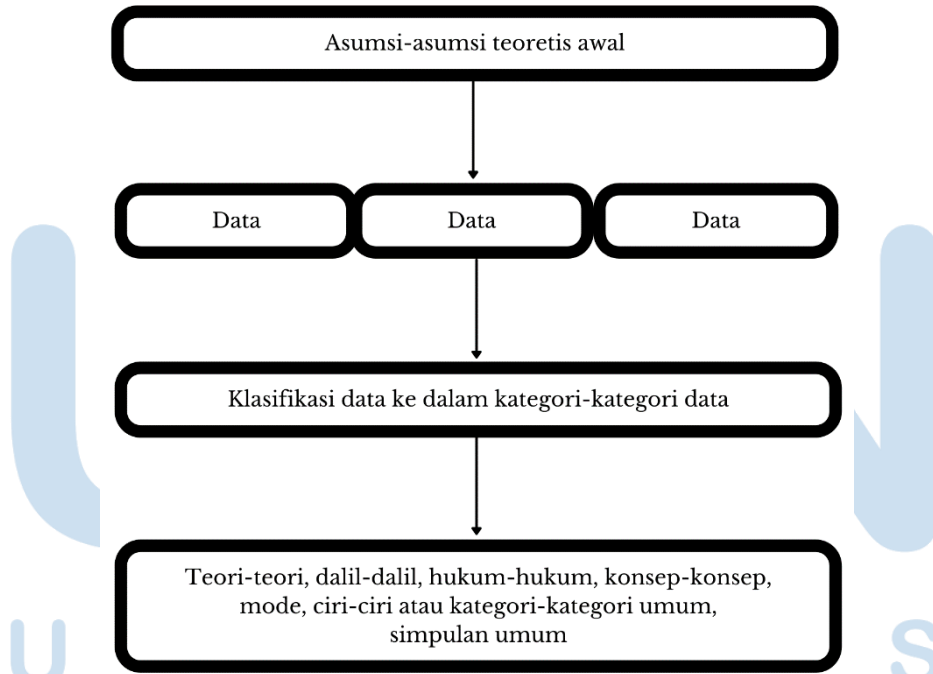 Asumsi-asumsi teoretis awal
Data
Data
Data
Klasifikasi data ke dalam kategori-kategori data
Teori-teori, dalil-dalil, hukum-hukum, konsep-konsep,
mode, ciri-ciri atau kategori-kategori umum,
simpulan umum
U
N
U
S